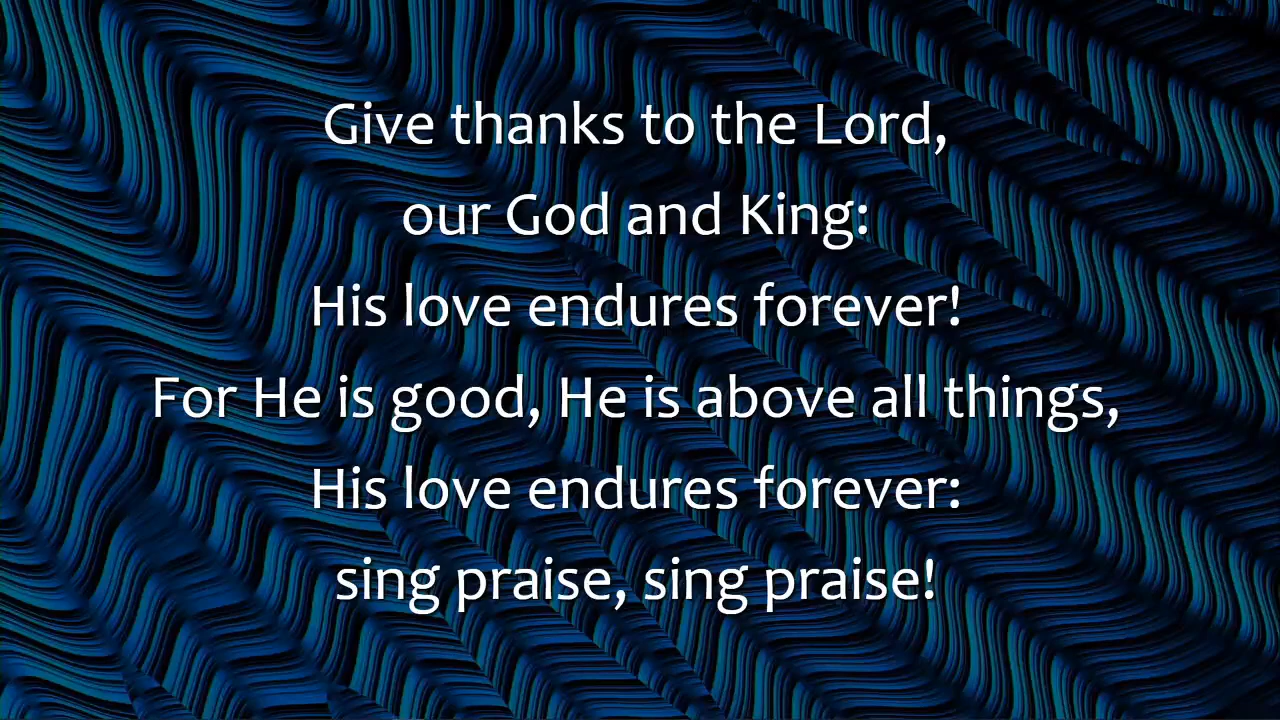 Give thanks to the Lord,
our God and King:
His love endures forever!
For He is good, He is above all things,
His love endures forever:
sing praise, sing praise!